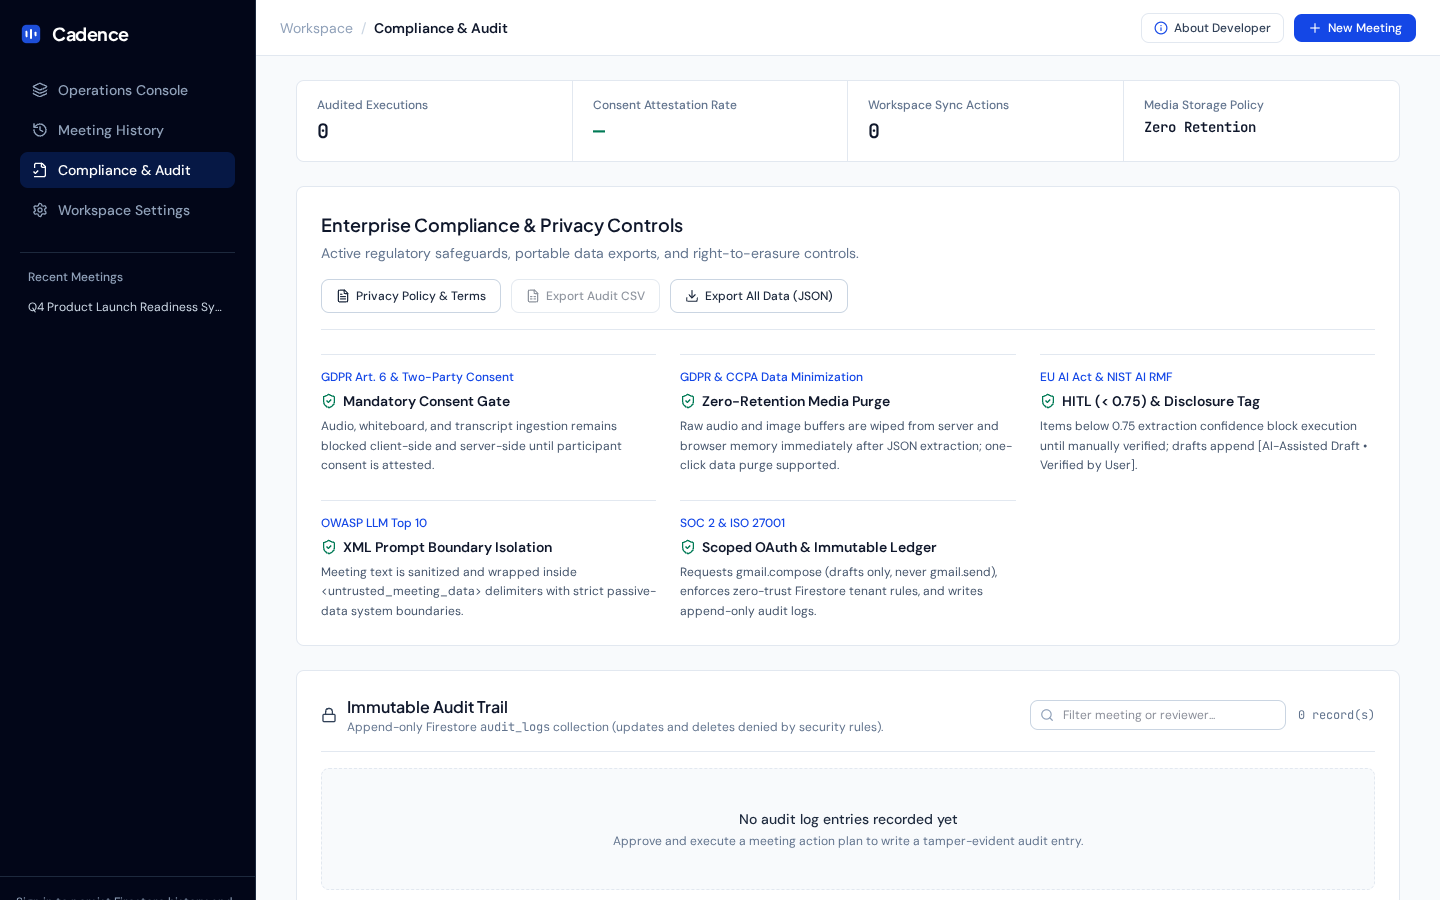 Cadence
Operations Console
Meeting History
Compliance & Audit
Workspace Settings
Recent Meetings
Q4 Product Launch Readiness Sy...
Workspace / Compliance & Audit
About Developer
New Meeting
Audited Executions
0
Consent Attestation Rate
—
Workspace Sync Actions
0
Media Storage Policy
Zero Retention
Enterprise Compliance & Privacy Controls
Active regulatory safeguards, portable data exports, and right-to-erasure controls.
Privacy Policy & Terms
Export Audit CSV
Export All Data (JSON)
GDPR Art. 6 & Two-Party Consent
Mandatory Consent Gate
Audio, whiteboard, and transcript ingestion remains
blocked client-side and server-side until participant
consent is attested.
GDPR & CCPA Data Minimization
Zero-Retention Media Purge
Raw audio and image buffers are wiped from server and
browser memory immediately after JSON extraction; one-
click data purge supported.
EU AI Act & NIST AI RMF
HITL (< 0.75) & Disclosure Tag
Items below 0.75 extraction confidence block execution
until manually verified; drafts append [AI-Assisted Draft •
Verified by User].
OWASP LLM Top 10
XML Prompt Boundary Isolation
Meeting text is sanitized and wrapped inside
<untrusted_meeting_data> delimiters with strict passive-
data system boundaries.
SOC 2 & ISO 27001
Scoped OAuth & Immutable Ledger
Requests gmail.compose (drafts only, never gmail.send),
enforces zero-trust Firestore tenant rules, and writes
append-only audit logs.
Immutable Audit Trail
Append-only Firestore audit_logs collection (updates and deletes denied by security rules).
Filter meeting or reviewer...
0 record(s)
No audit log entries recorded yet
Approve and execute a meeting action plan to write a tamper-evident audit entry.